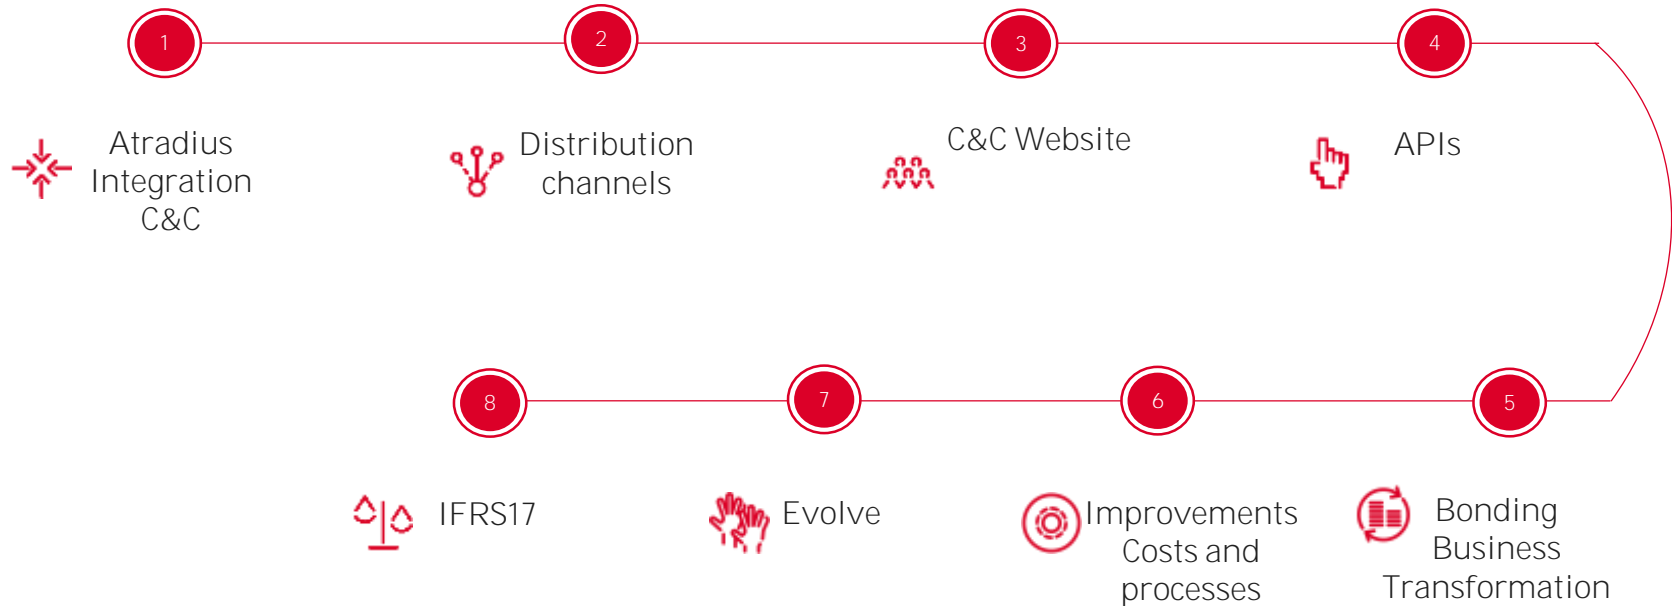 1
2
3
4
Atradius
Integration
C&C
Distribution
channels
C&C Website
APIs
8
7
6
5
IFRS17
Evolve
Improvements
Costs and
processes
Bonding
Business
Transformation